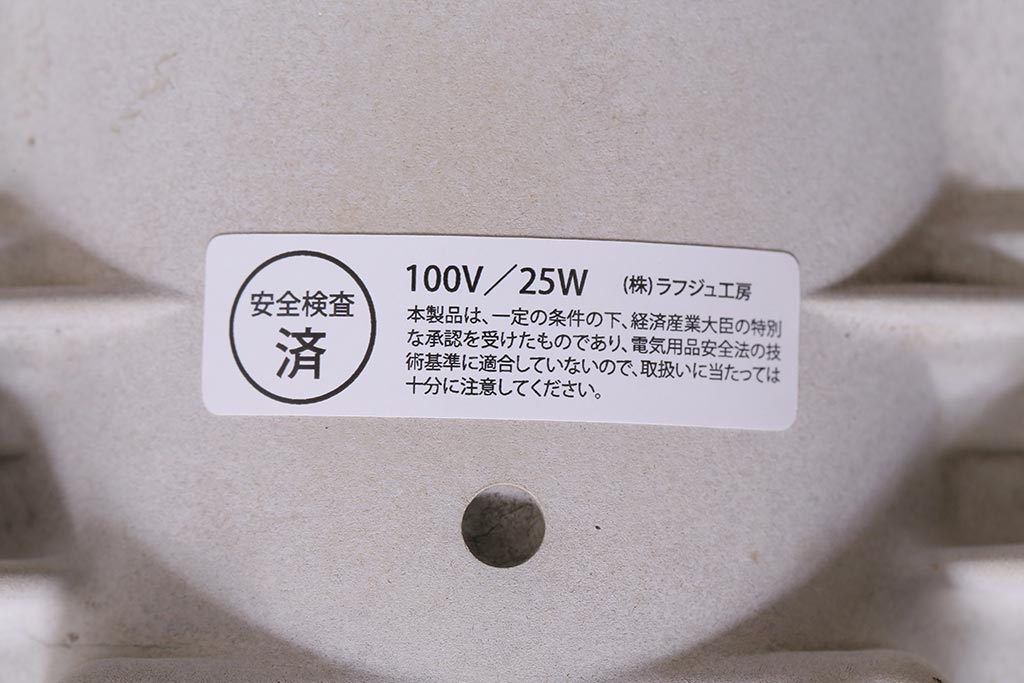 安全検査
済
100V／25W (株)ラフジュ工房
本製品は、一定の条件の下、経済産業大臣の特別
な承認を受けたものであり、電気用品安全法の技
術基準に適合していないので、取扱いに当たっては
十分に注意してください。